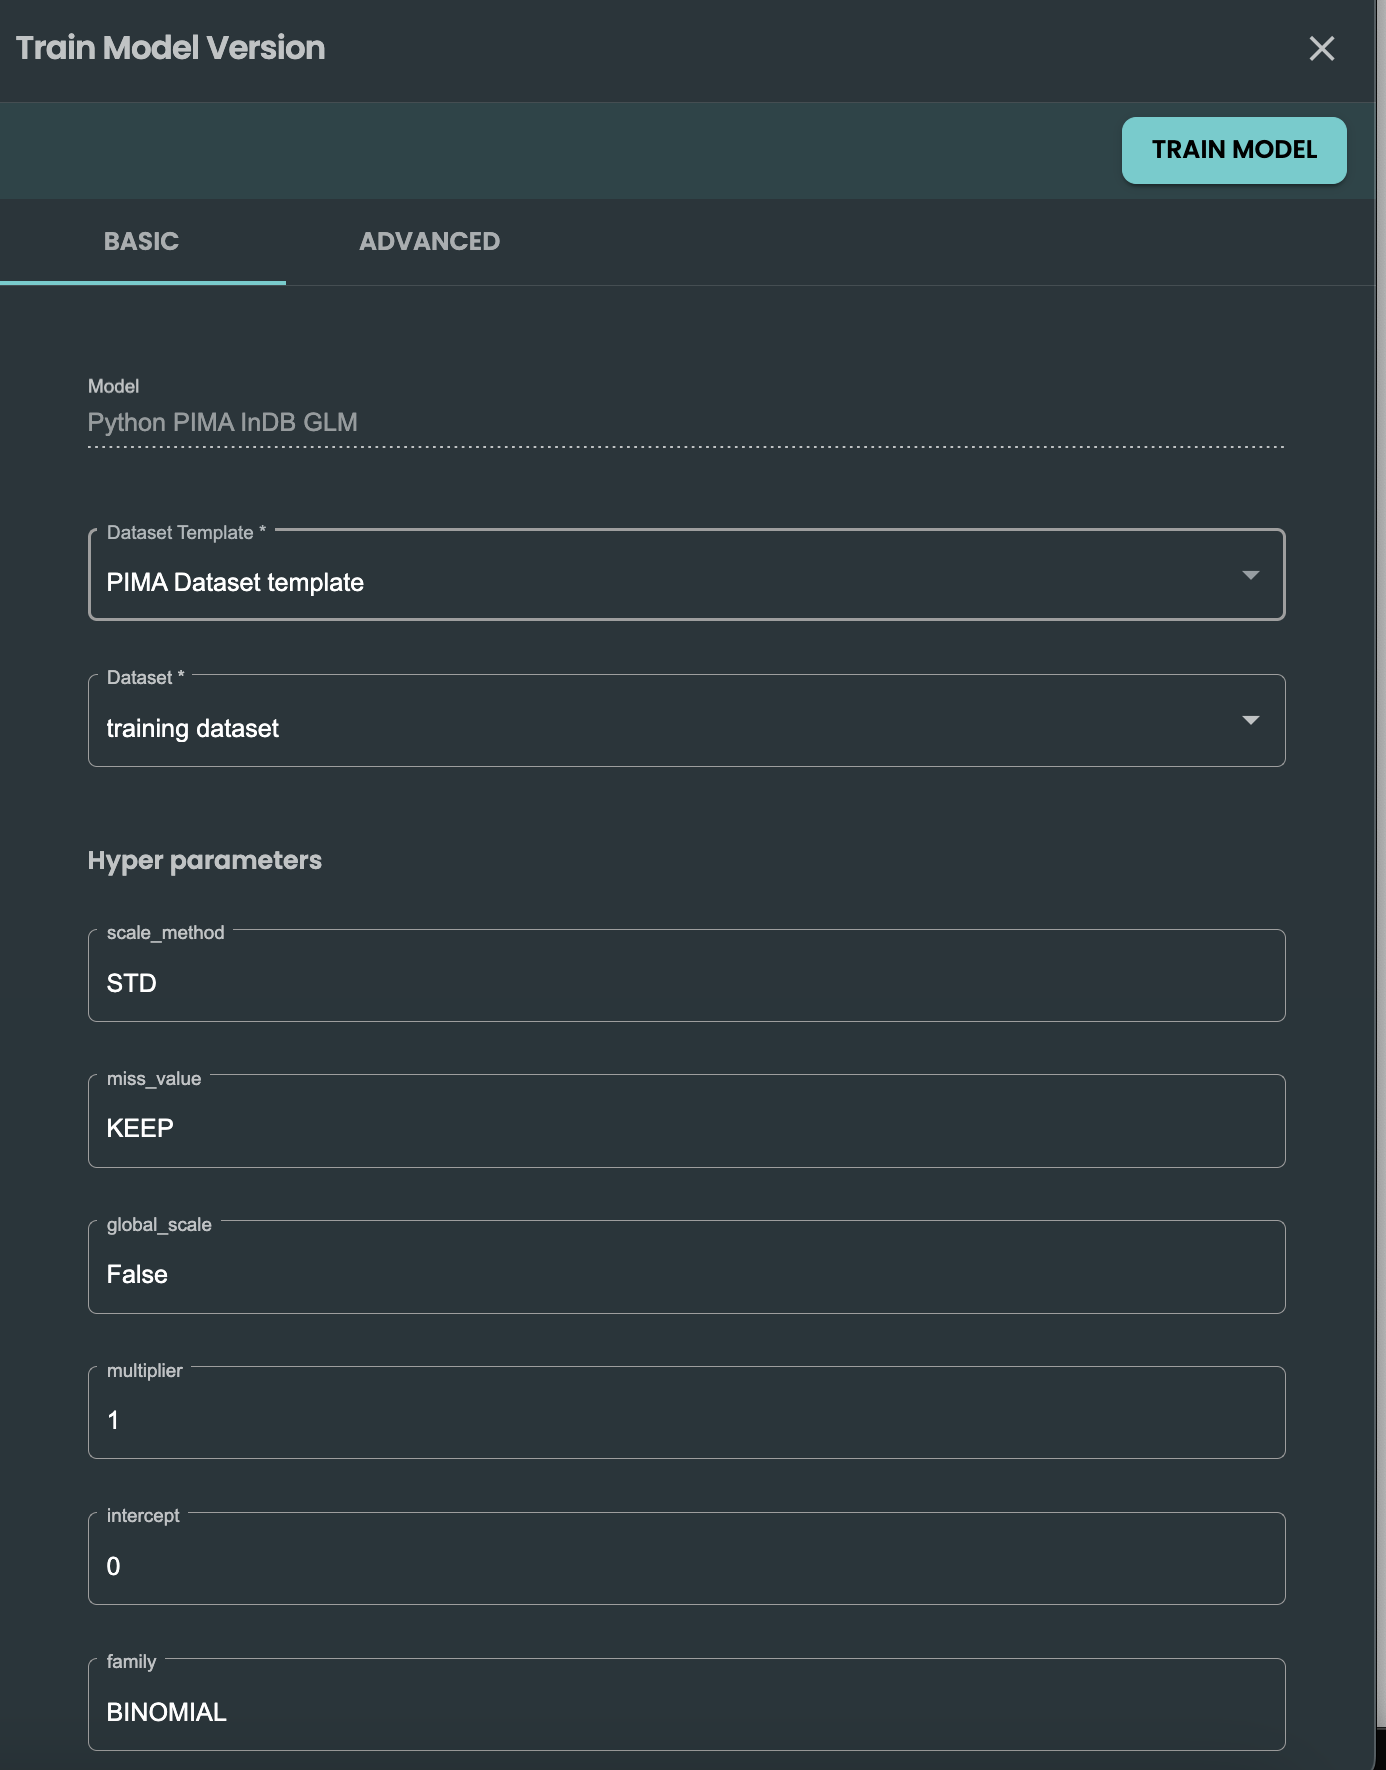 Train Model Version
TRAIN MODEL
BASIC ADVANCED
Model
Python PIMA InDB GLM
Dataset Template *
PIMA Dataset template
Dataset *
training dataset
Hyper parameters
scale_method
STD
miss_value
KEEP
global_scale
False
multiplier
1
intercept
0
family
BINOMIAL